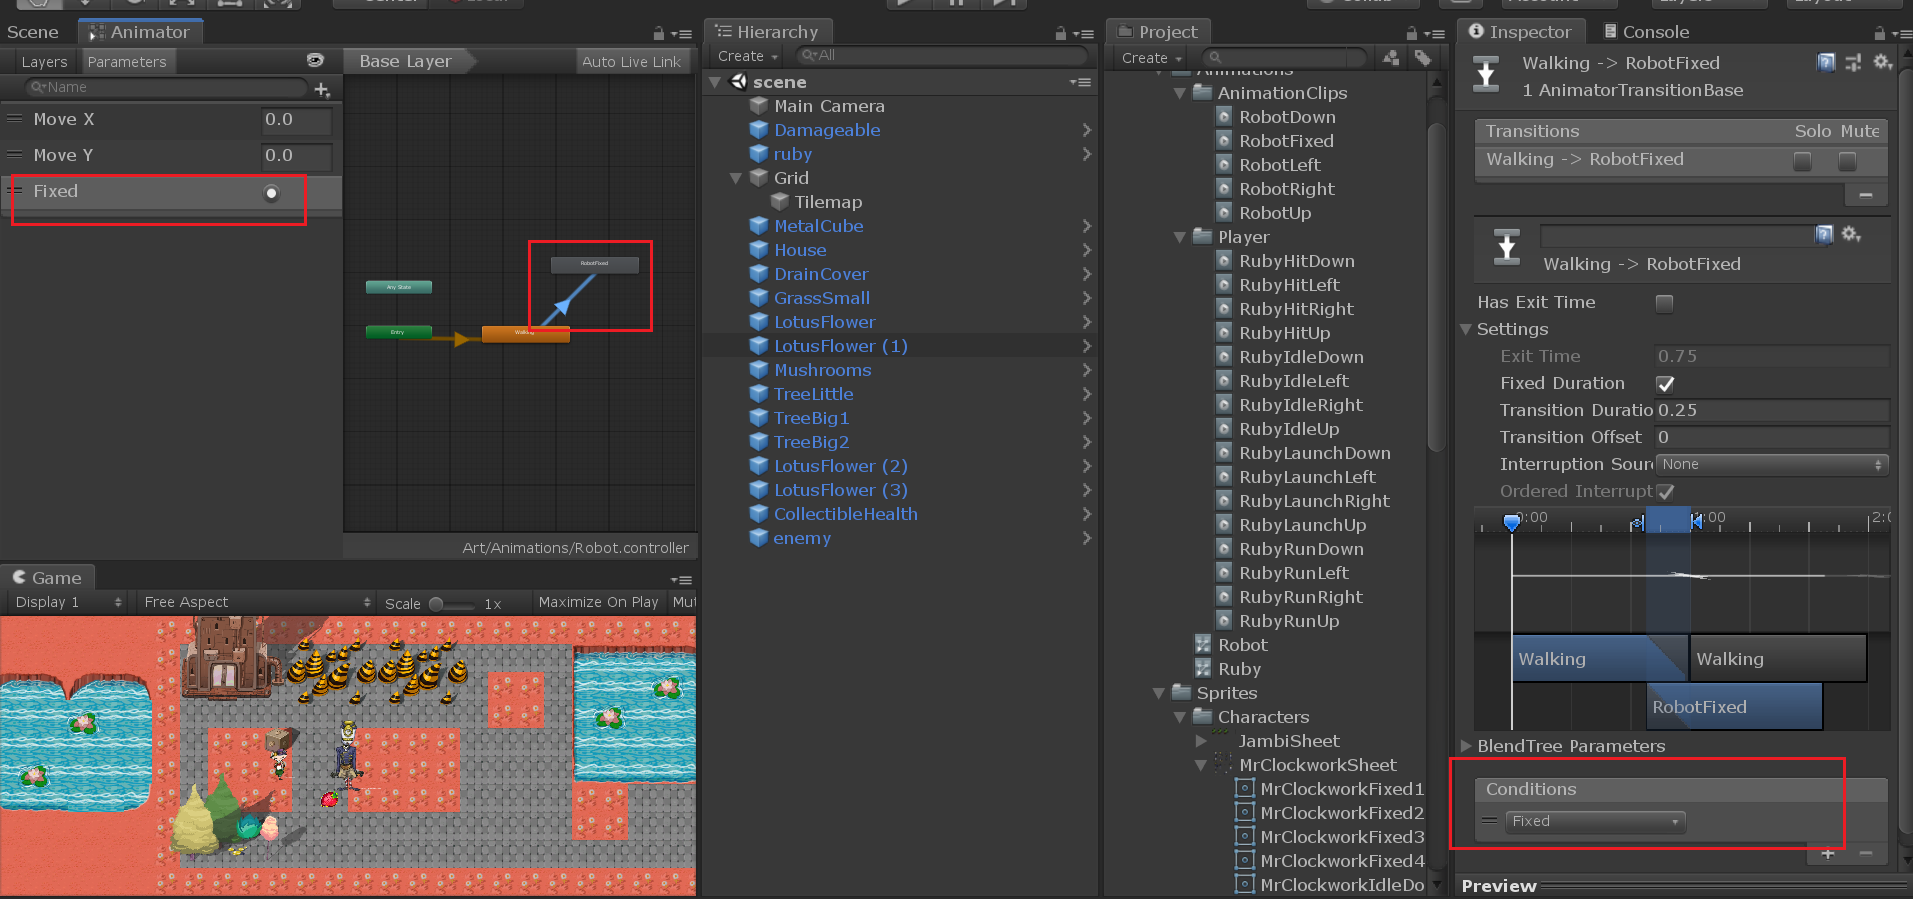 Scene
Animator
Layers
Parameters
Base Layer
Auto Live Link
Name
Move X
0.0
Move Y
0.0
Fixed
Any State
Entry
Walking
RobotFixed
Art/Animations/Robot.controller
Game
Display 1
Free Aspect
Scale
1x
Maximize On Play
Mut
Hierarchy
Create
All
scene
Main Camera
Damageable
ruby
Grid
Tilemap
MetalCube
House
DrainCover
GrassSmall
LotusFlower
LotusFlower (1)
Mushrooms
TreeLittle
TreeBig1
TreeBig2
LotusFlower (2)
LotusFlower (3)
CollectibleHealth
enemy
Project
Create
Animations
AnimationClips
RobotDown
RobotFixed
RobotLeft
RobotRight
RobotUp
Player
RubyHitDown
RubyHitLeft
RubyHitRight
RubyHitUp
RubyIdleDown
RubyIdleLeft
RubyIdleRight
RubyIdleUp
RubyLaunchDown
RubyLaunchLeft
RubyLaunchRight
RubyLaunchUp
RubyRunDown
RubyRunLeft
RubyRunRight
RubyRunUp
Robot
Ruby
Sprites
Characters
JambiSheet
MrClockworkSheet
MrClockworkFixed1
MrClockworkFixed2
MrClockworkFixed3
MrClockworkFixed4
MrClockworkIdleDo
Inspector
Console
Walking -> RobotFixed
1 AnimatorTransitionBase
Transitions
Solo
Mute
Walking -> RobotFixed
Walking -> RobotFixed
Has Exit Time
Settings
Exit Time
0.75
Fixed Duration
Transition Duratio
0.25
Transition Offset
0
Interruption Sour
None
Ordered Interrupt
0:00
1:00
2:0
Walking
Walking
RobotFixed
BlendTree Parameters
Conditions
Fixed
Preview